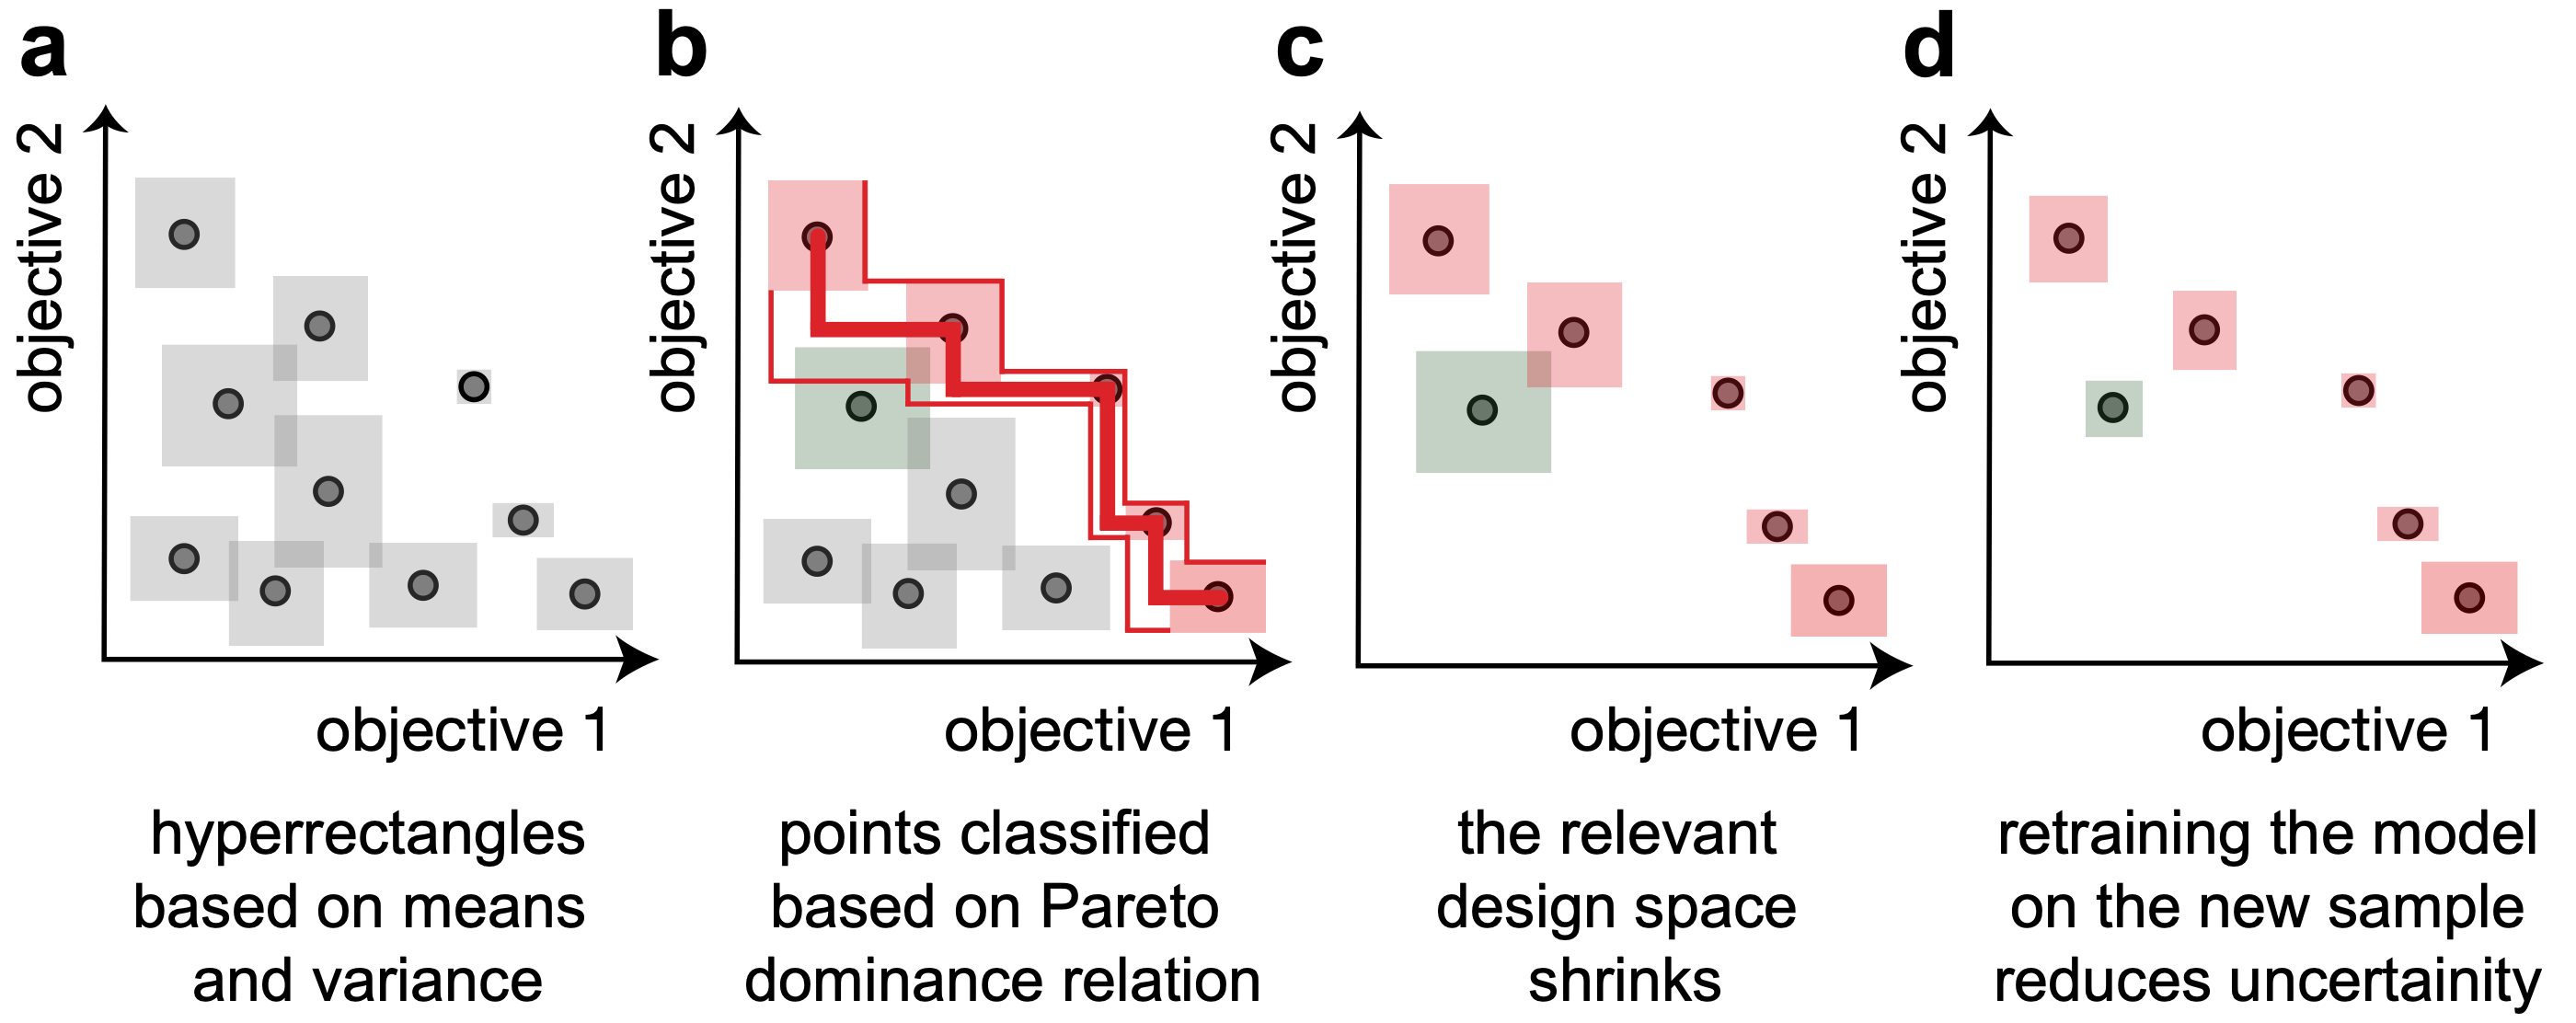 a
objective 2
objective 1
hyperrectangles
based on means
and variance
b
objective 2
objective 1
points classified
based on Pareto
dominance relation
c
objective 2
objective 1
the relevant
design space
shrinks
d
objective 2
objective 1
retraining the model
on the new sample
reduces uncertainity